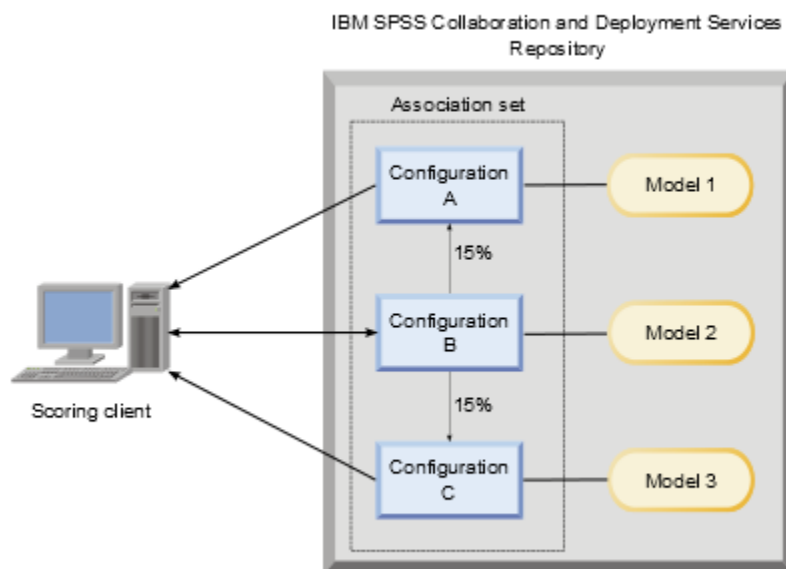 IBM SPSS Collaboration and Deployment Services
Repository
Association set
Configuration
A
Model 1
15%
Configuration
B
Model 2
Scoring client
15%
Configuration
C
Model 3